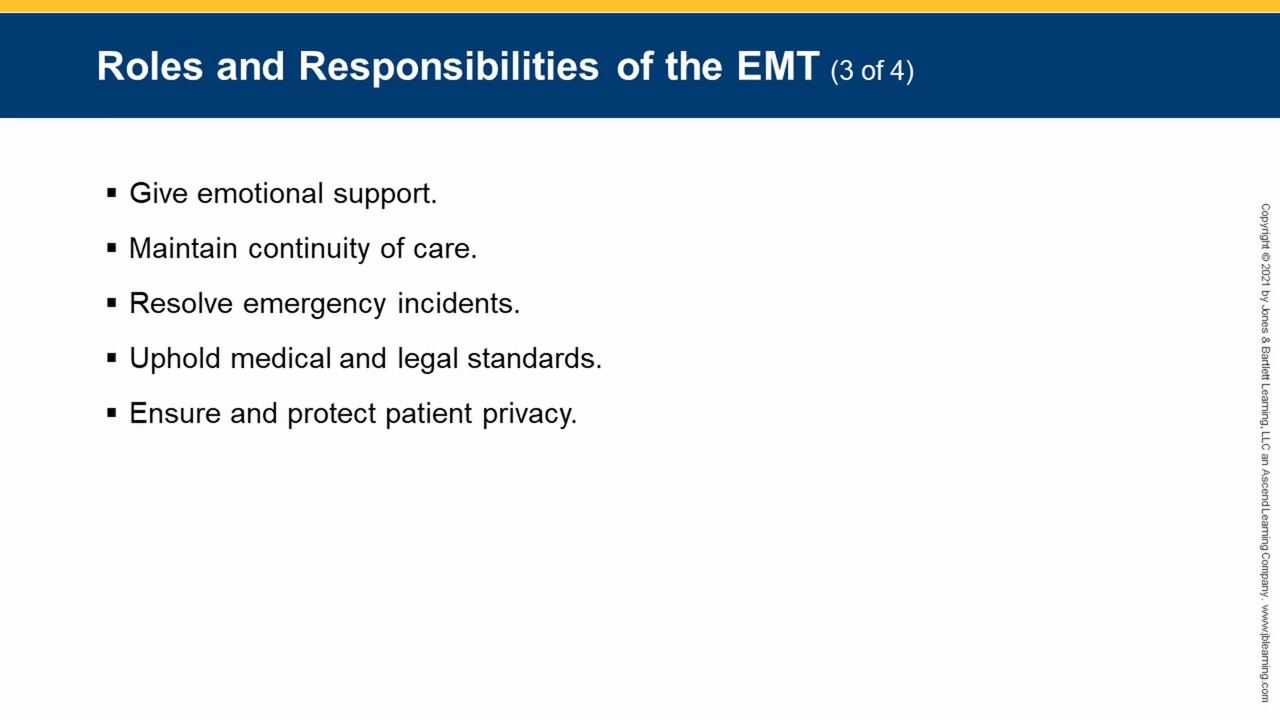 Roles and Responsibilities of the EMT (3 of 4)
▪ Give emotional support.
▪ Maintain continuity of care.
▪ Resolve emergency incidents.
▪ Uphold medical and legal standards.
▪ Ensure and protect patient privacy.
Copyright © 2021 by Jones & Bartlett Learning, LLC an Ascend Learning Company. www.jblearning.com